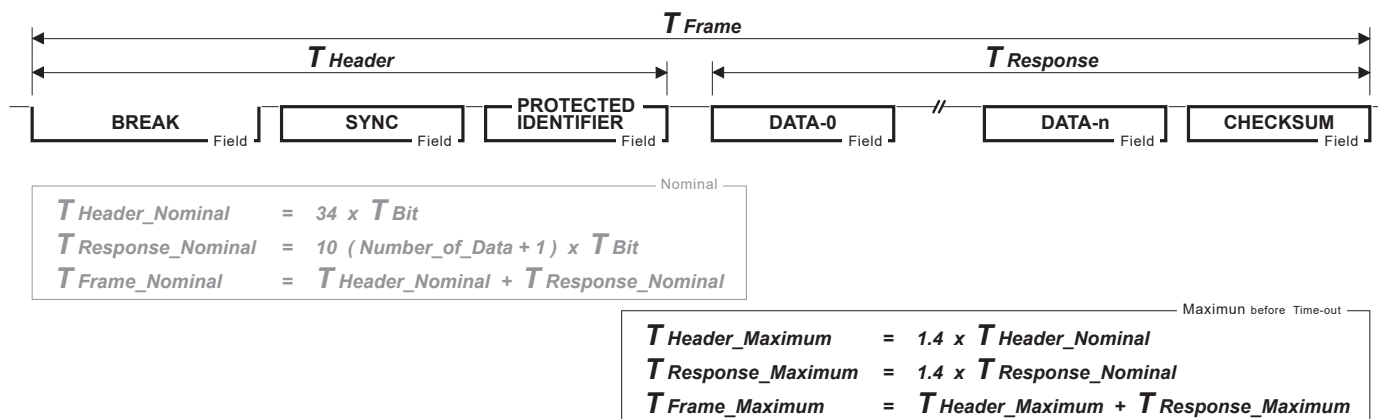 T Frame
T Header
T Response
BREAK Field
SYNC Field
PROTECTED IDENTIFIER Field
DATA-0 Field
//
DATA-n Field
CHECKSUM Field
Nominal
T Header_Nominal = 34 x T Bit
T Response_Nominal = 10 ( Number_of_Data + 1 ) x T Bit
T Frame_Nominal = T Header_Nominal + T Response_Nominal
Maximun before Time-out
T Header_Maximum = 1.4 x T Header_Nominal
T Response_Maximum = 1.4 x T Response_Nominal
T Frame_Maximum = T Header_Maximum + T Response_Maximum